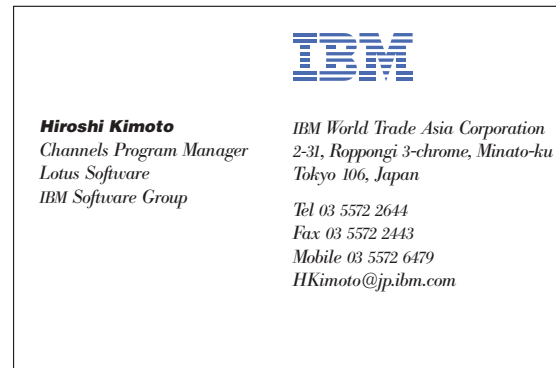 IBM
Hiroshi Kimoto
Channels Program Manager
Lotus Software
IBM Software Group
IBM World Trade Asia Corporation
2-31, Roppongi 3-chrome, Minato-ku
Tokyo 106, Japan
Tel 03 5572 2644
Fax 03 5572 2443
Mobile 03 5572 6479
HKimoto@jp.ibm.com